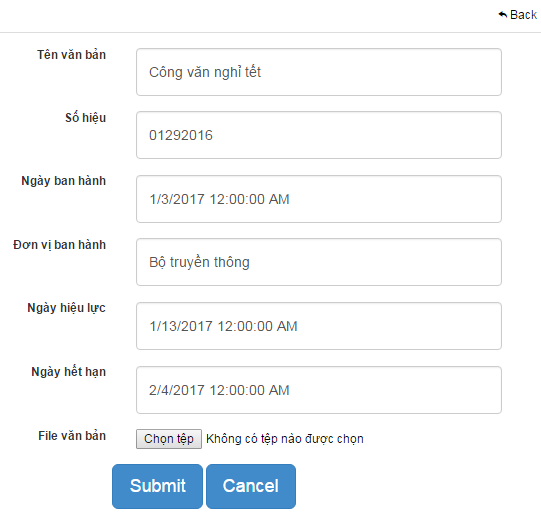 Back
Tên văn bản
Công văn nghỉ tết
Số hiệu
01292016
Ngày ban hành
1/3/2017 12:00:00 AM
Đơn vị ban hành
Bộ truyền thông
Ngày hiệu lực
1/13/2017 12:00:00 AM
Ngày hết hạn
2/4/2017 12:00:00 AM
File văn bản Chọn tệp Không có tệp nào được chọn
Submit Cancel